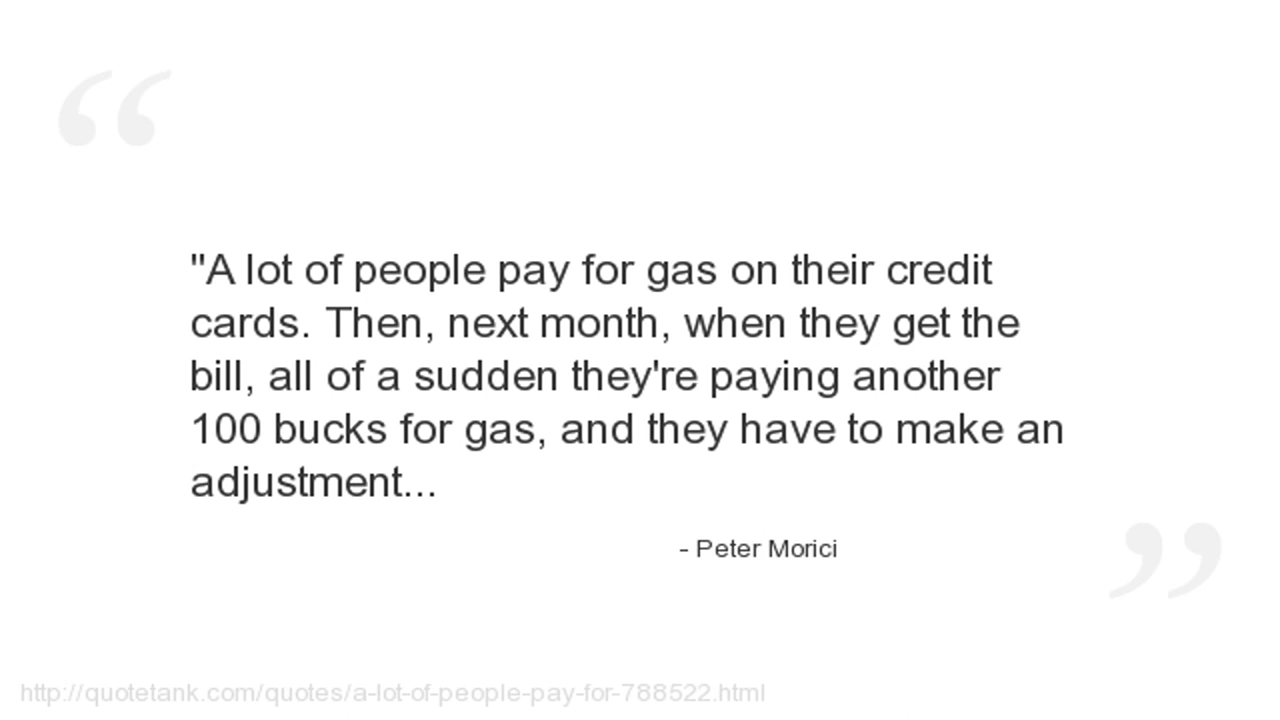 “
"A lot of people pay for gas on their credit
cards. Then, next month, when they get the
bill, all of a sudden they're paying another
100 bucks for gas, and they have to make an
adjustment...
- Peter Morici
”
http://quotetank.com/quotes/a-lot-of-people-pay-for-788522.html